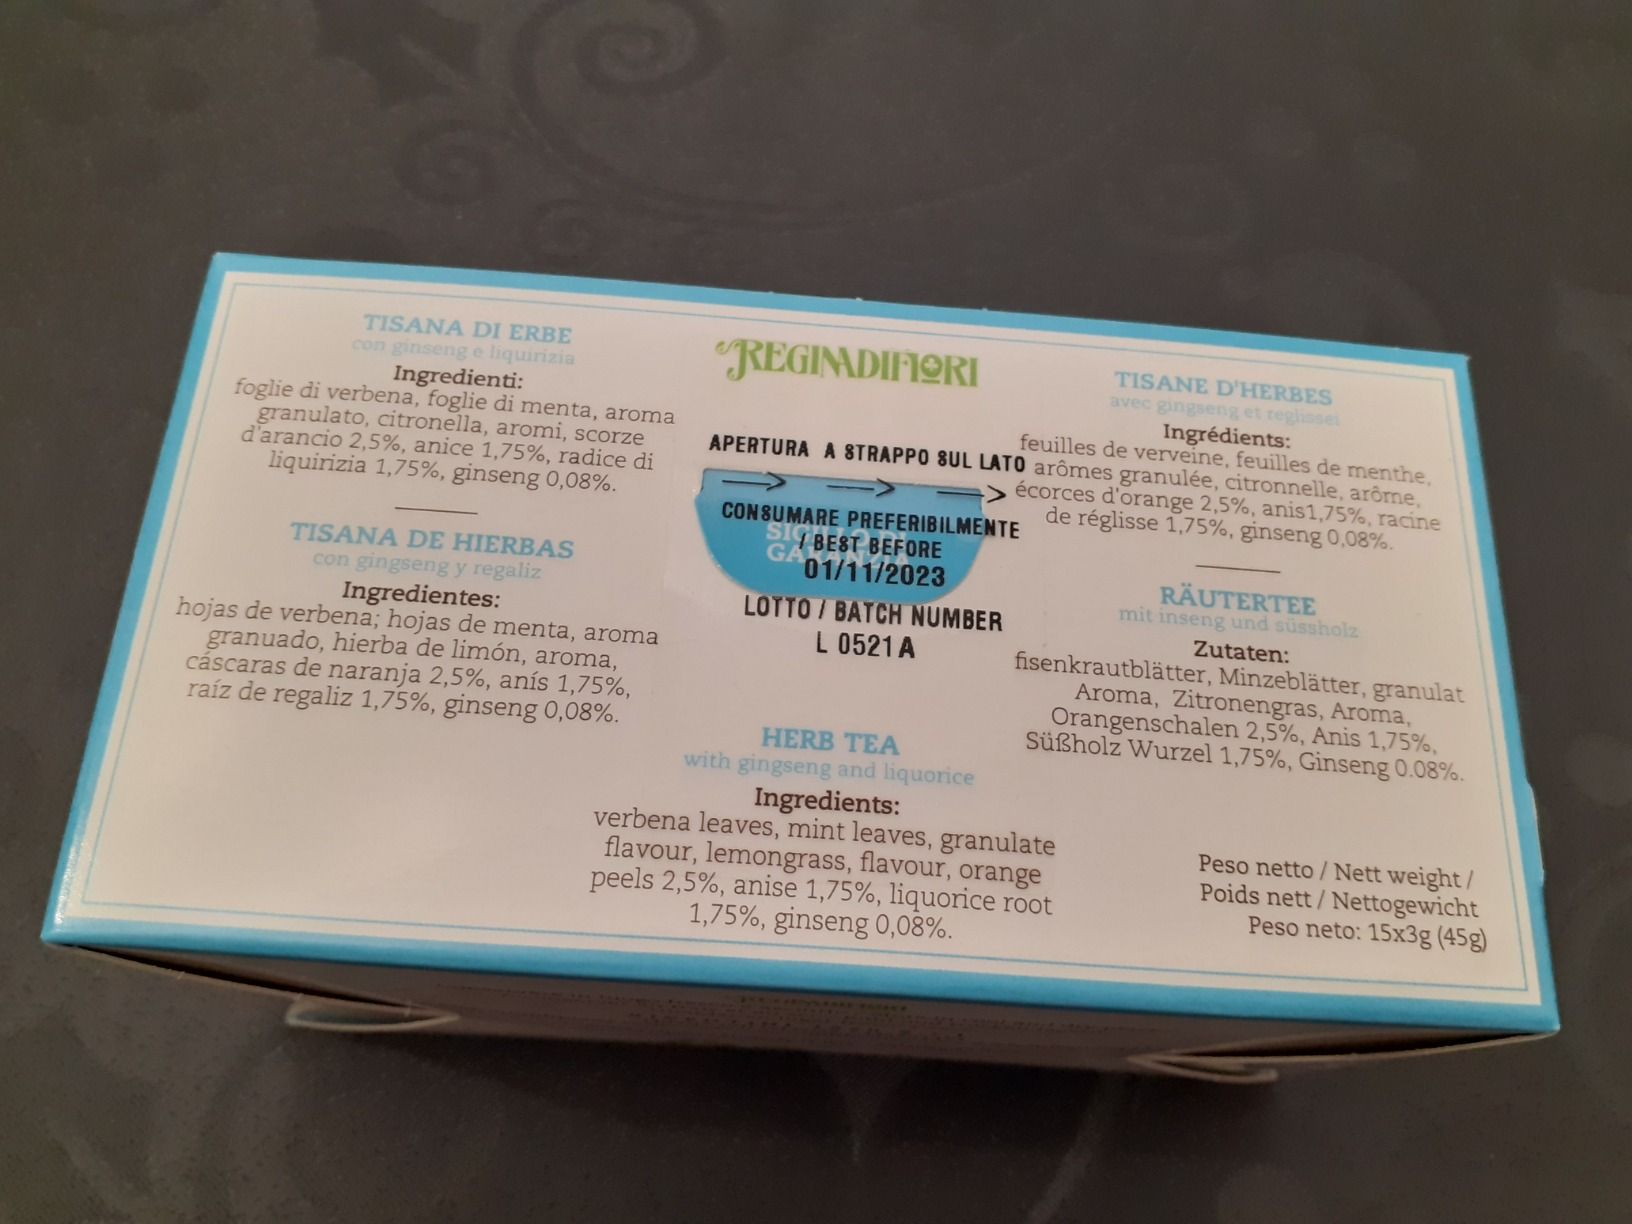 TISANA DI ERBE
con ginseng e liquirizia
Ingredienti:
foglie di verbena, foglie di menta, aroma
granulato, citronella, aromi, scorze
d'arancio 2,5%, anice 1,75%, radice di
liquirizia 1,75%, ginseng 0,08%.
TISANA DE HIERBAS
con gingseng y regaliz
Ingredientes:
hojas de verbena; hojas de menta, aroma
granuado, hierba de limón, aroma,
cáscaras de naranja 2,5%, anís 1,75%,
raíz de regaliz 1,75%, ginseng 0,08%.
REGINADIFIORI
APERTURA A STRAPPO SUL LATO
SIGILLO DI
GARANZIA
CONSUMARE PREFERIBILMENTE
/ BEST BEFORE
01/11/2023
LOTTO / BATCH NUMBER
L 0521 A
HERB TEA
with gingseng and liquorice
Ingredients:
verbena leaves, mint leaves, granulate
flavour, lemongrass, flavour, orange
peels 2,5%, anise 1,75%, liquorice root
1,75%, ginseng 0,08%.
TISANE D'HERBES
avec gingseng et reglissei
Ingrédients:
feuilles de verveine, feuilles de menthe,
arômes granulée, citronnelle, arôme,
écorces d'orange 2,5%, anis1,75%, racine
de réglisse 1,75%, ginseng 0,08%.
RÄUTERTEE
mit inseng und süssholz
Zutaten:
fisenkrautblätter, Minzeblätter, granulat
Aroma, Zitronengras, Aroma,
Orangenschalen 2,5%, Anis 1,75%,
Süßholz Wurzel 1,75%, Ginseng 0.08%.
Peso netto / Nett weight /
Poids nett / Nettogewicht
Peso neto: 15x3g (45g)
REGINADIFIORI